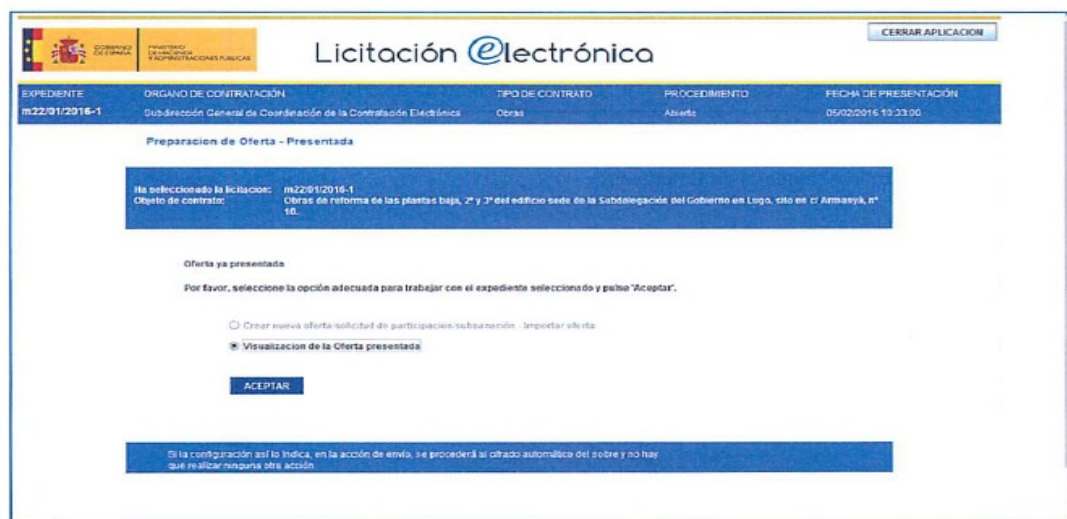 CERRAR APLICACION
GOBIERNO DE ESPAÑA
MINISTERIO DE HACIENDA Y ADMINISTRACIONES PÚBLICAS
Licitación electrónica
EXPEDIENTE ORGANO DE CONTRATACIÓN TIPO DE CONTRATO PROCEDIMIENTO FECHA DE PRESENTACIÓN
m22/01/2016-1 Subdirección General de Coordinación de la Contratación Electrónica Obras Abierto 05/02/2016 10:33:00
Preparacion de Oferta - Presentada
Ha seleccionado la licitacion: m22/01/2016-1
Objeto de contrato: Obras de reforma de las plantas baja, 2ª y 3ª del edificio sede de la Subdelegación del Gobierno en Lugo, sito en c/ Armanyá, nº
10.
Oferta ya presentada
Por favor, seleccione la opción adecuada para trabajar con el expediente seleccionado y pulse 'Aceptar'.
Crear nueva oferta/solicitud de participacion/subsanación - Importar oferta
Visualizacion de la Oferta presentada
ACEPTAR
Si la configuración así lo indica, en la acción de envío, se procederá al cifrado automático del sobre y no hay
que realizar ninguna otra acción